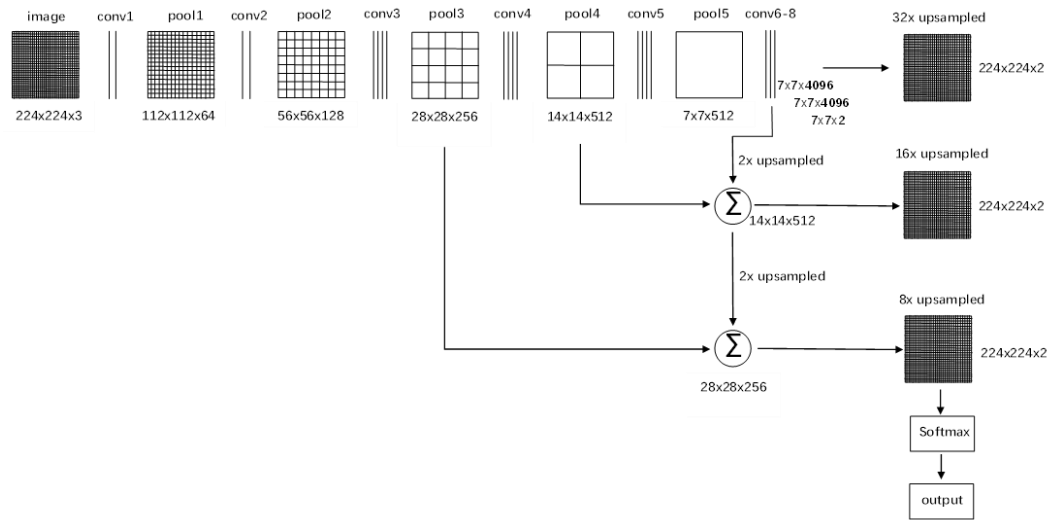 image conv1 pool1 conv2 pool2 conv3 pool3 conv4 pool4 conv5 pool5 conv6-8
32x upsampled
224x224x3 112x112x64 56x56x128 28x28x256 14x14x512 7x7x512
7x7x4096
7x7x4096
7x7x2
224x224x2
2x upsampled
16x upsampled
Σ
14x14x512
224x224x2
2x upsampled
8x upsampled
Σ
28x28x256
224x224x2
Softmax
output